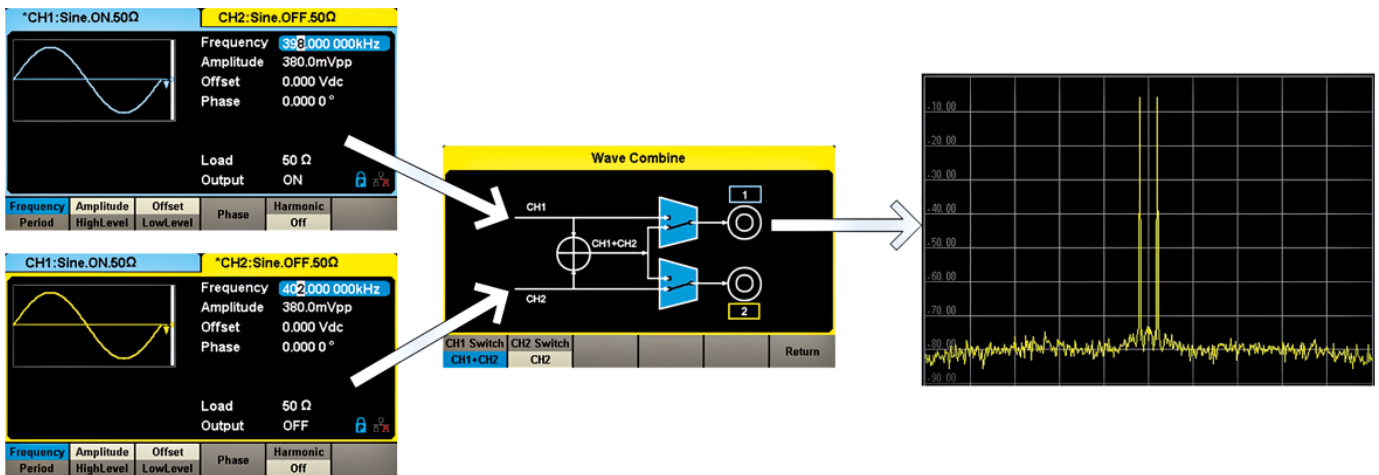 *CH1:Sine.ON.50Ω
CH2:Sine.OFF.50Ω
Frequency 398.000 000kHz
Amplitude 380.0mVpp
Offset 0.000 Vdc
Phase 0.000 0 °
Load 50 Ω
Output ON
Frequency Amplitude Offset Phase Harmonic
Period HighLevel LowLevel Off
CH1:Sine.ON.50Ω
*CH2:Sine.OFF.50Ω
Frequency 402.000 000kHz
Amplitude 380.0mVpp
Offset 0.000 Vdc
Phase 0.000 0 °
Load 50 Ω
Output OFF
Frequency Amplitude Offset Phase Harmonic
Period HighLevel LowLevel Off
Wave Combine
1
CH1
CH1+CH2
CH2
2
CH1 Switch CH2 Switch Return
CH1+CH2 CH2
-10.00
-20.00
-30.00
-40.00
-50.00
-60.00
-70.00
-80.00
-90.00